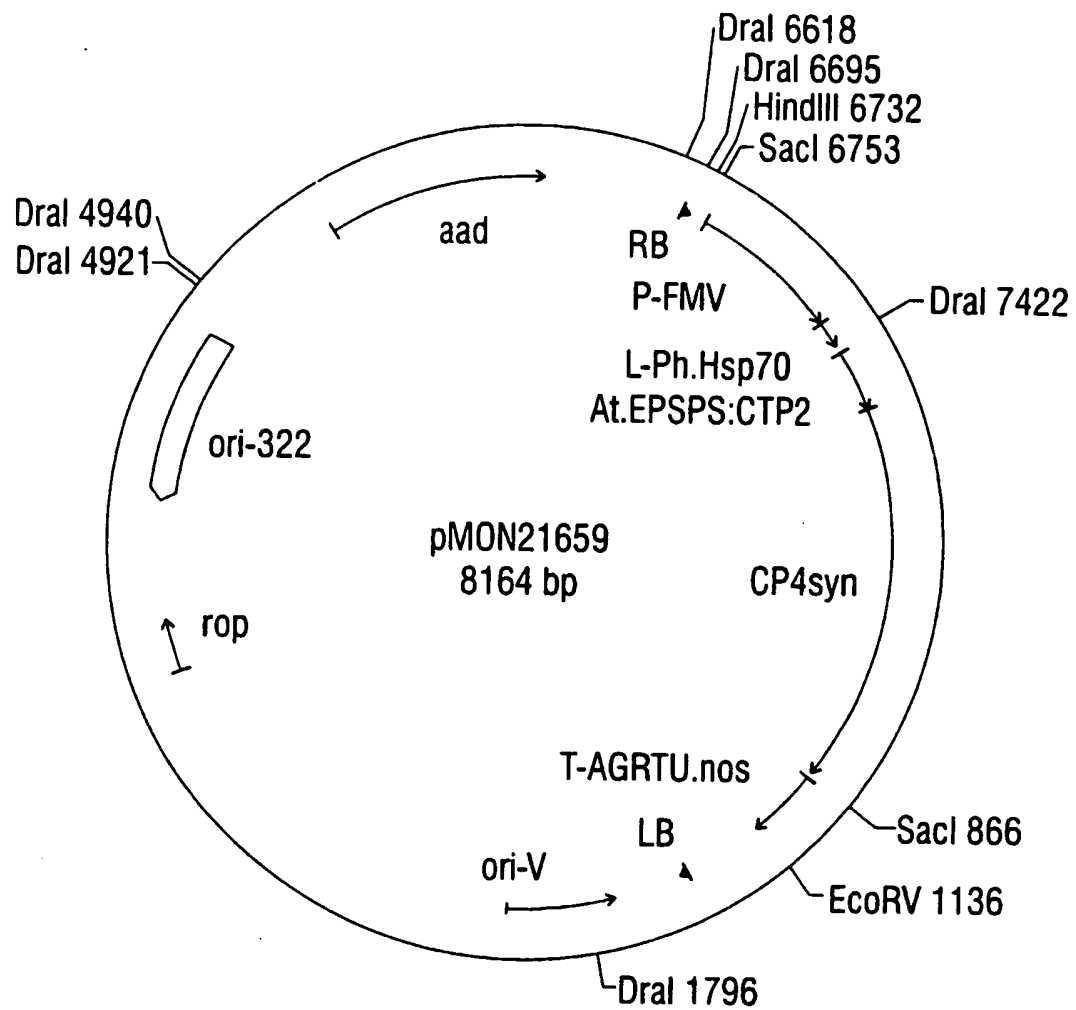 DraI 6618
DraI 6695
HindIII 6732
SacI 6753
DraI 4940
DraI 4921
aad
RB
P-FMV
DraI 7422
L-Ph.Hsp70
At.EPSPS:CTP2
ori-322
pMON21659
8164 bp
CP4syn
rop
T-AGRTU.nos
LB
SacI 866
ori-V
EcoRV 1136
DraI 1796